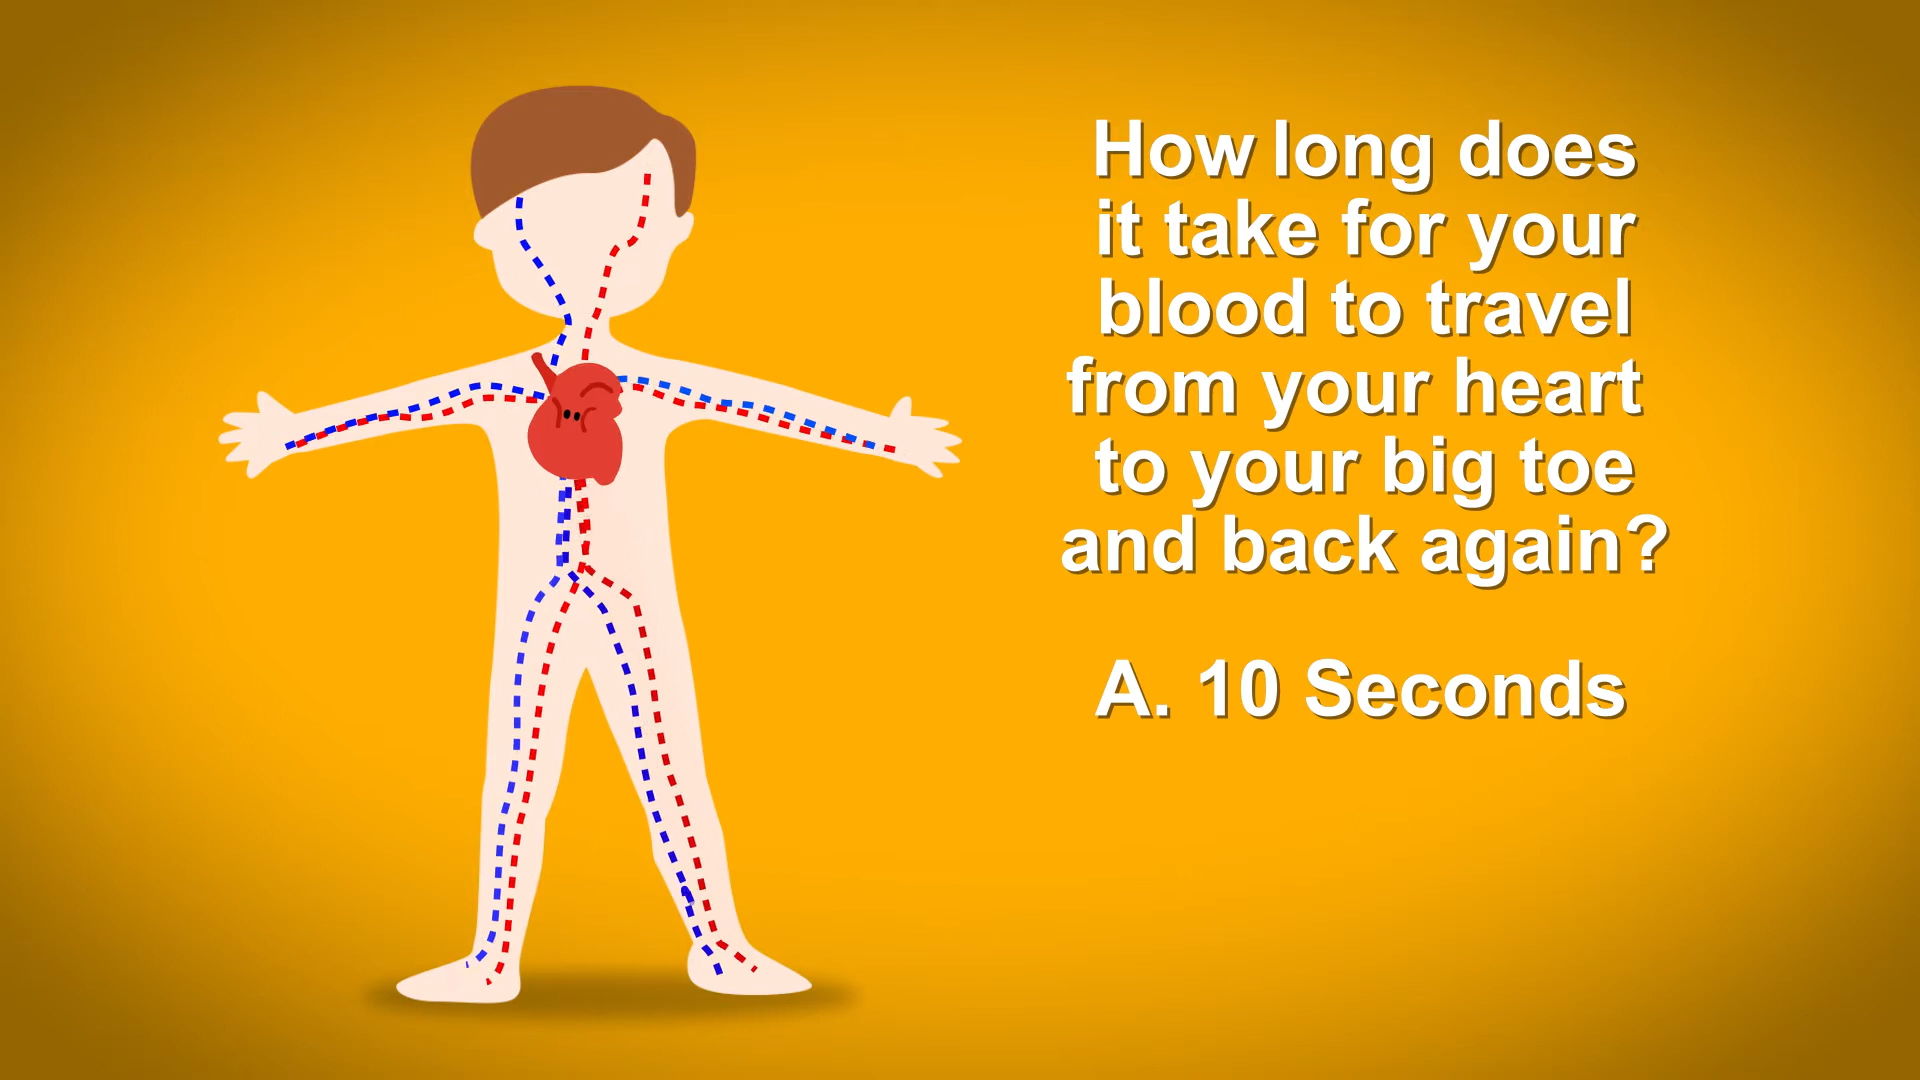 How long does
it take for your
blood to travel
from your heart
to your big toe
and back again?
A. 10 Seconds